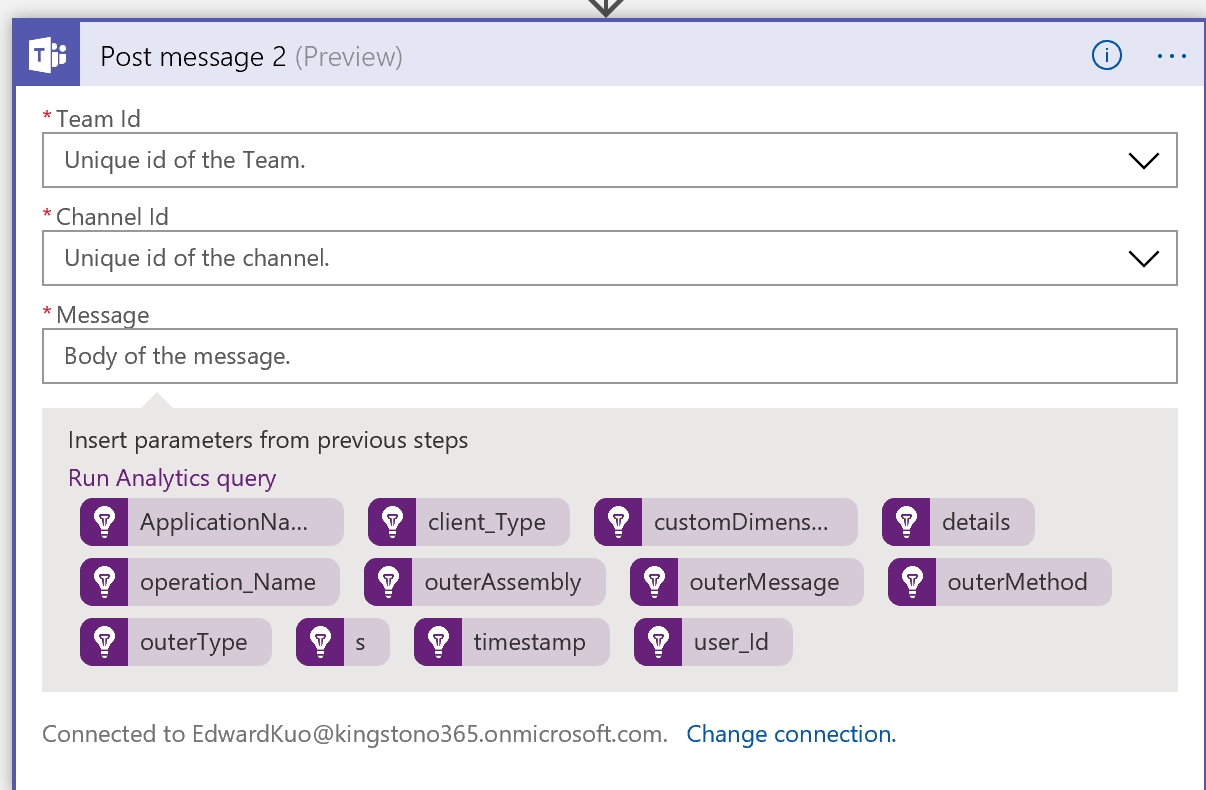 Post message 2 (Preview)
* Team Id
Unique id of the Team.
* Channel Id
Unique id of the channel.
* Message
Body of the message.
Insert parameters from previous steps
Run Analytics query
ApplicationNa... client_Type customDimens... details
operation_Name outerAssembly outerMessage outerMethod
outerType s timestamp user_Id
Connected to EdwardKuo@kingstono365.onmicrosoft.com. Change connection.